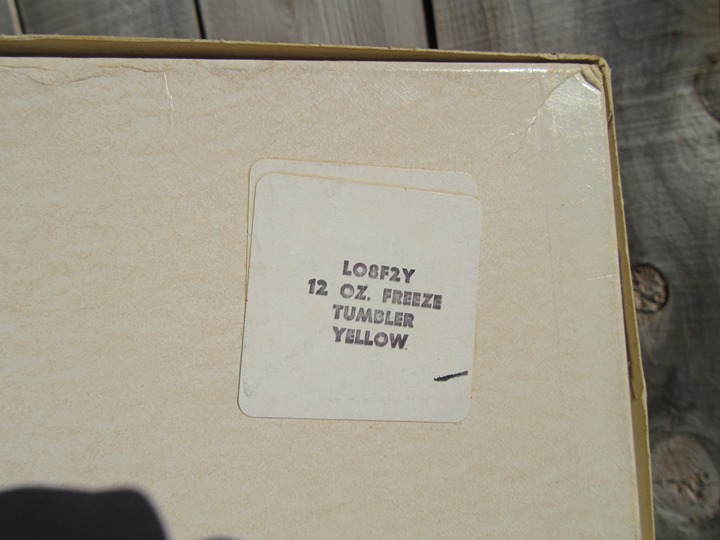 LO8F2Y
12 OZ. FREEZE
TUMBLER
YELLOW